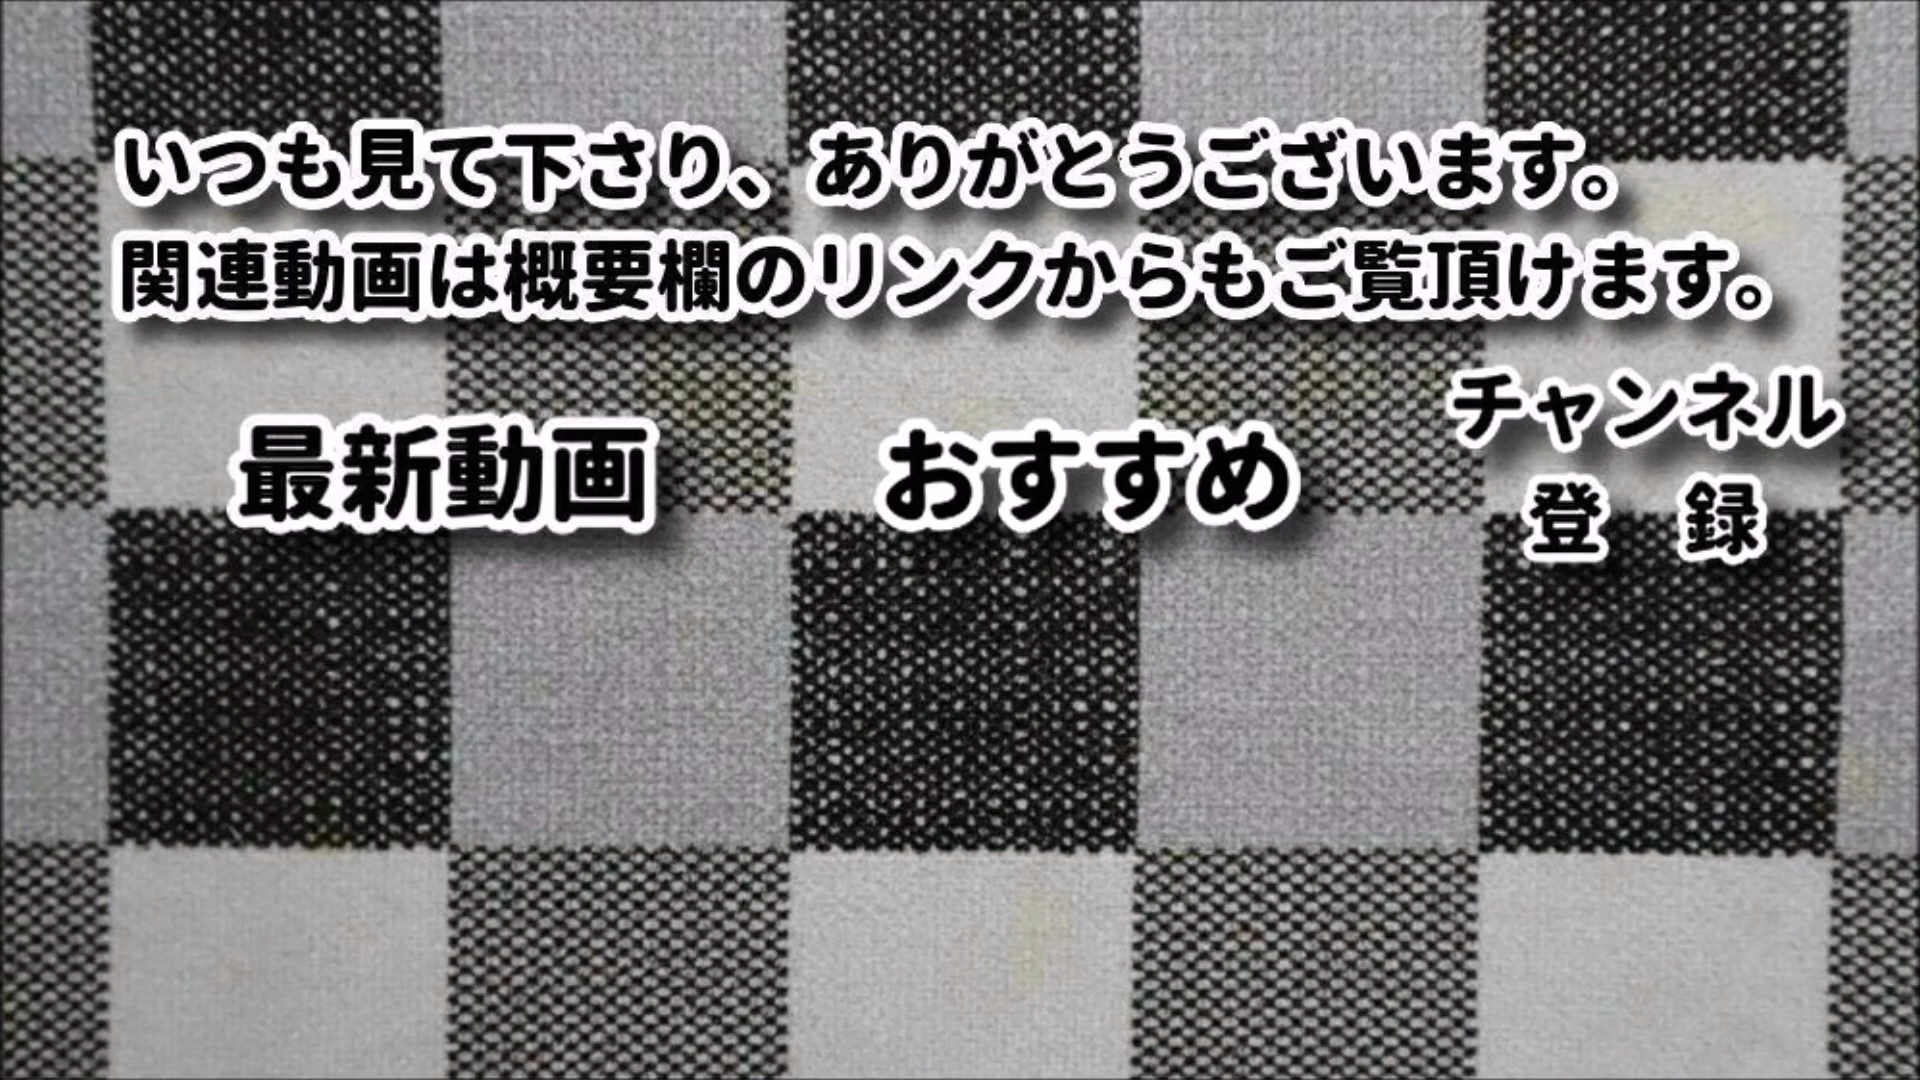 いつも見て下さり、ありがとうございます。
関連動画は概要欄のリンクからもご覧頂けます。
最新動画
おすすめ
チャンネル
登　録